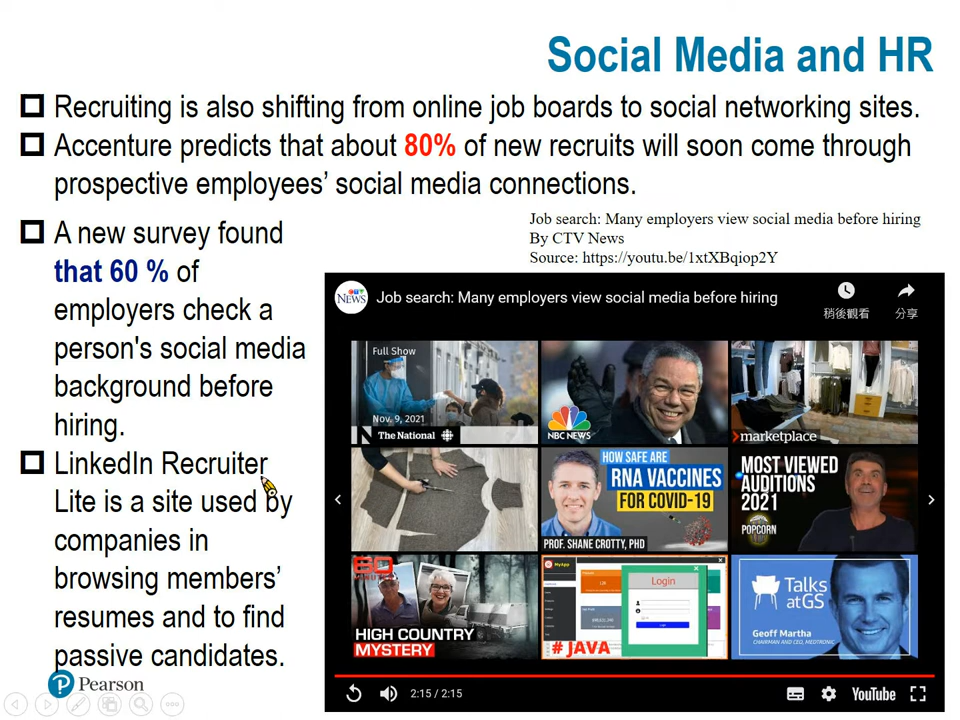 Social Media and HR
Recruiting is also shifting from online job boards to social networking sites.
Accenture predicts that about 80% of new recruits will soon come through
prospective employees’ social media connections.
A new survey found
that 60 % of
employers check a
person's social media
background before
hiring.
LinkedIn Recruiter
Lite is a site used by
companies in
browsing members’
resumes and to find
passive candidates.
Job search: Many employers view social media before hiring
By CTV News
Source: https://youtu.be/1xtXBqiop2Y
NEWS
Job search: Many employers view social media before hiring
稍後觀看
分享
Full Show
Nov. 9, 2021
The National
NBC NEWS
marketplace
HOW SAFE ARE
RNA VACCINES
FOR COVID-19
PROF. SHANE CROTTY, PHD
MOST VIEWED
AUDITIONS
2021
POPCORN
60
MINUTES
HIGH COUNTRY
MYSTERY
MyApp
Login
# JAVA
Talks
at GS
Geoff Martha
CHAIRMAN AND CEO, MEDTRONIC
2:15 / 2:15
YouTube
Pearson